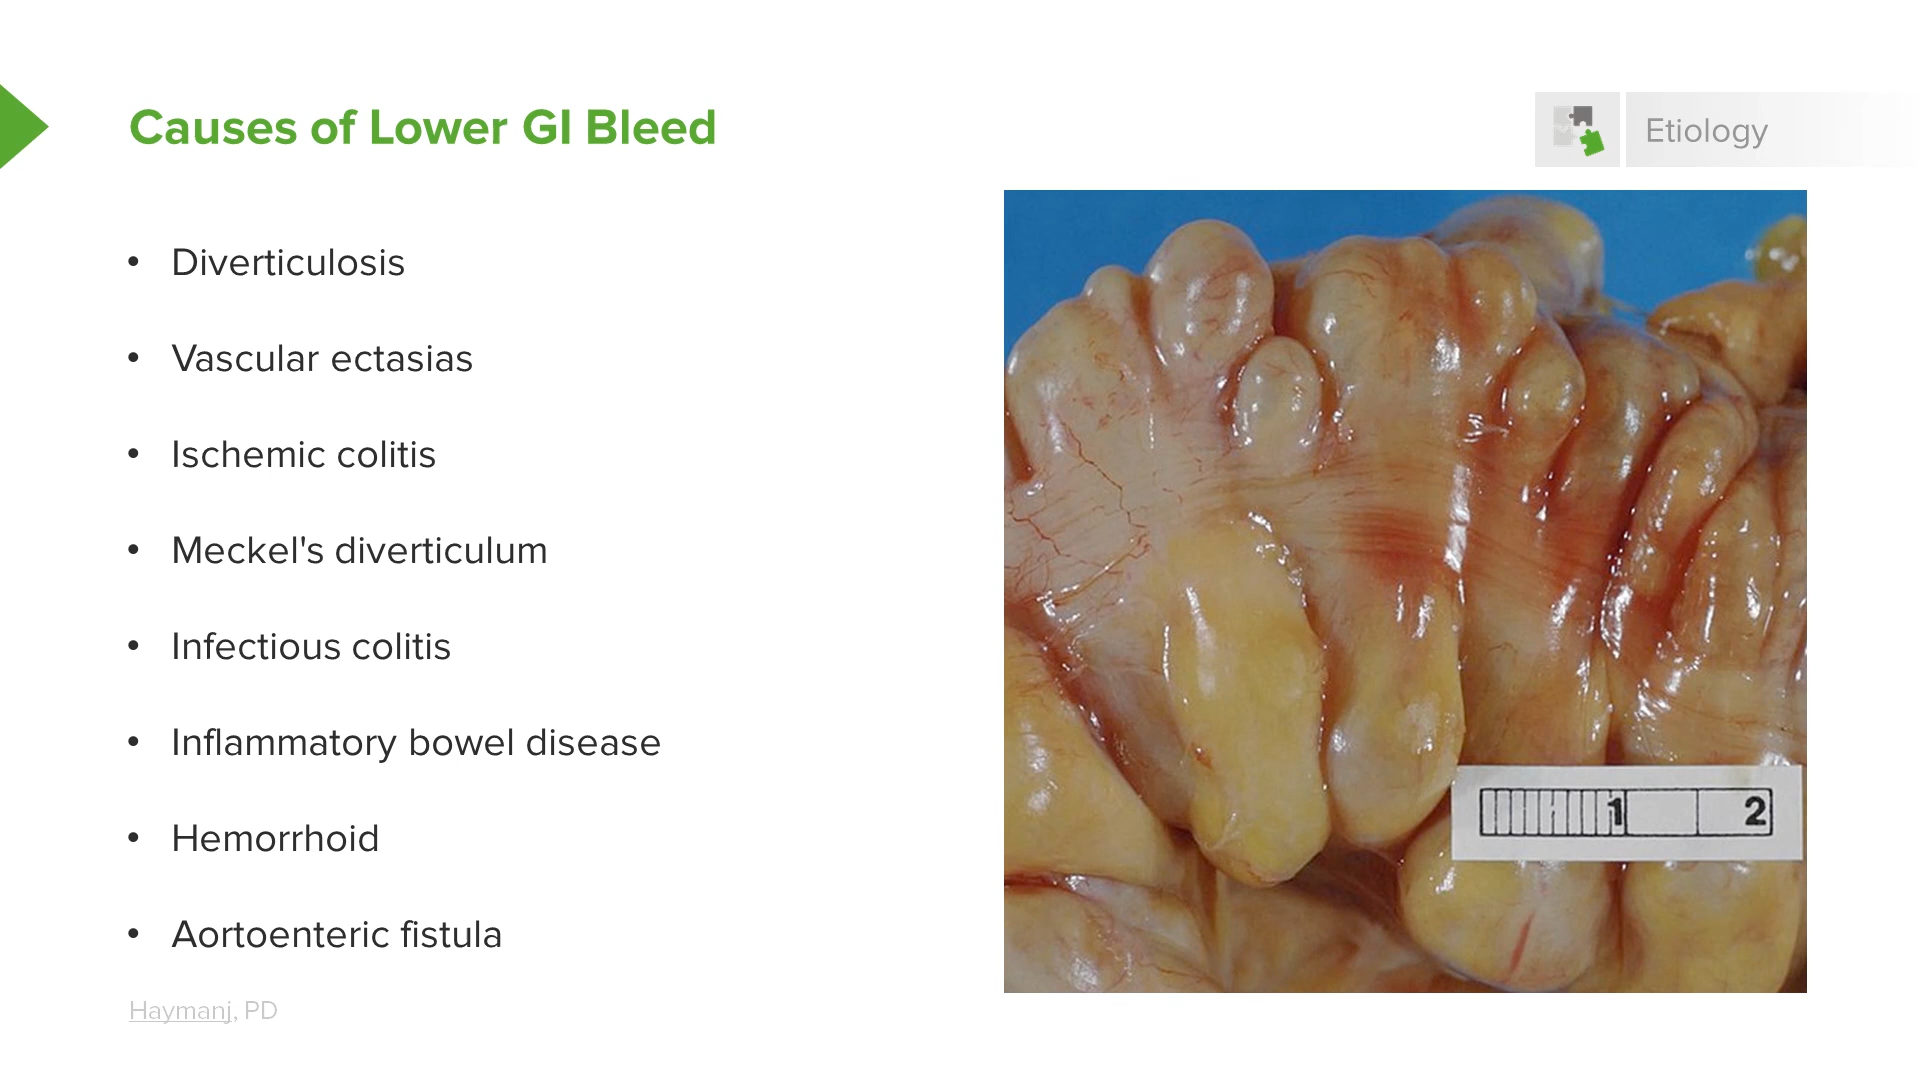 Causes of Lower GI Bleed
Etiology
• Diverticulosis
• Vascular ectasias
• Ischemic colitis
• Meckel's diverticulum
• Infectious colitis
• Inflammatory bowel disease
• Hemorrhoid
• Aortoenteric fistula
1 2
Haymanj, PD